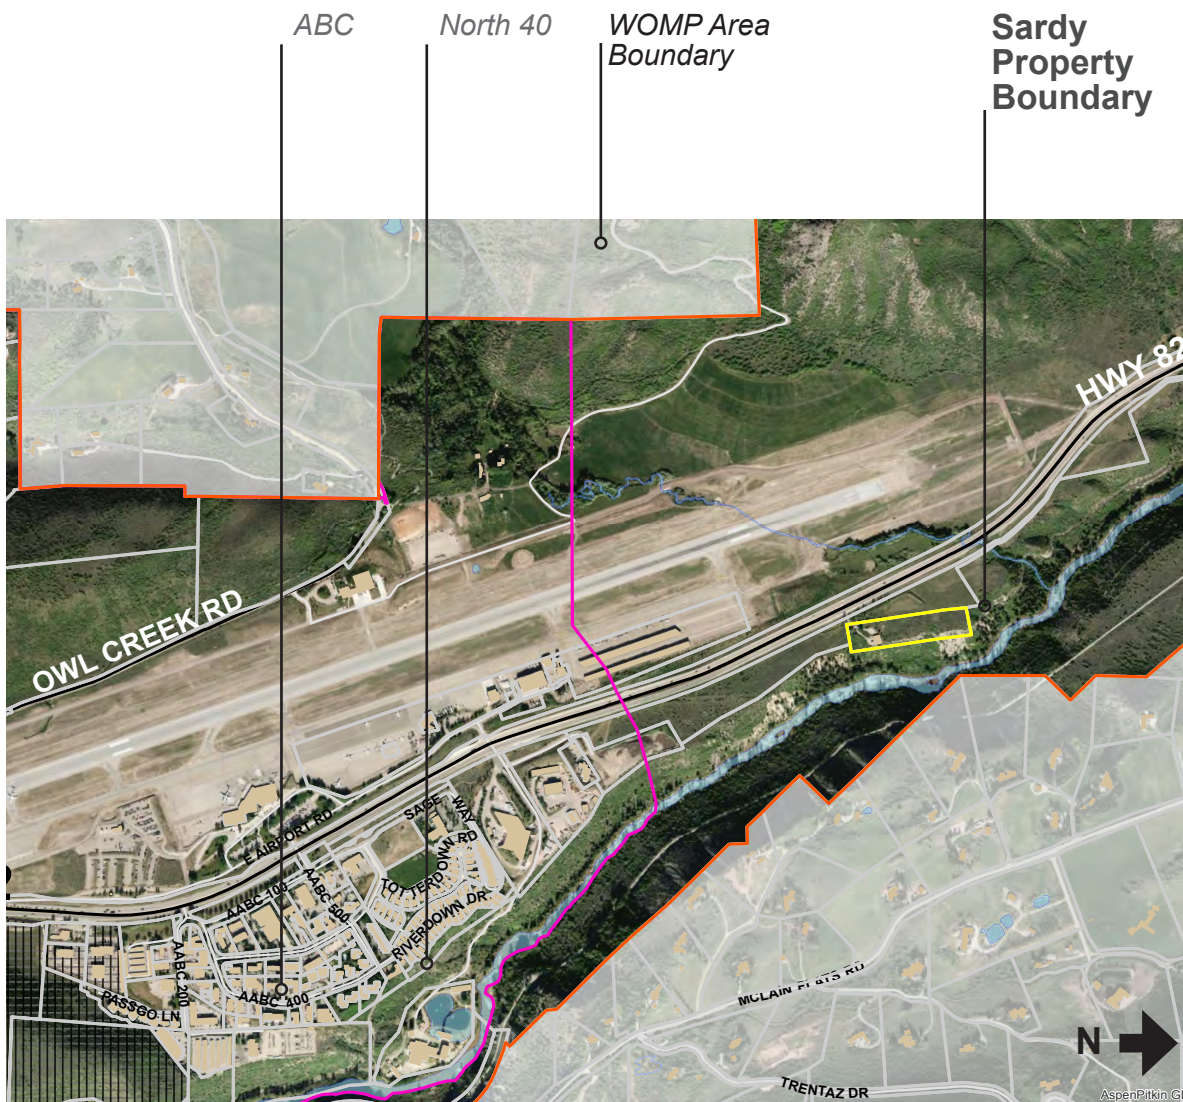 ABC
North 40
WOMP Area
Boundary
Sardy
Property
Boundary
HWY 82
OWL CREEK RD
E AIRPORT RD
SAGE WAY
TOTTERDOWN RD
RIVERDOWN DR
AABC 100
AABC 500
AABC 200
AABC 400
PASSGO LN
MCLAIN FLATS RD
TRENTAZ DR
N
AspenPitkin GI